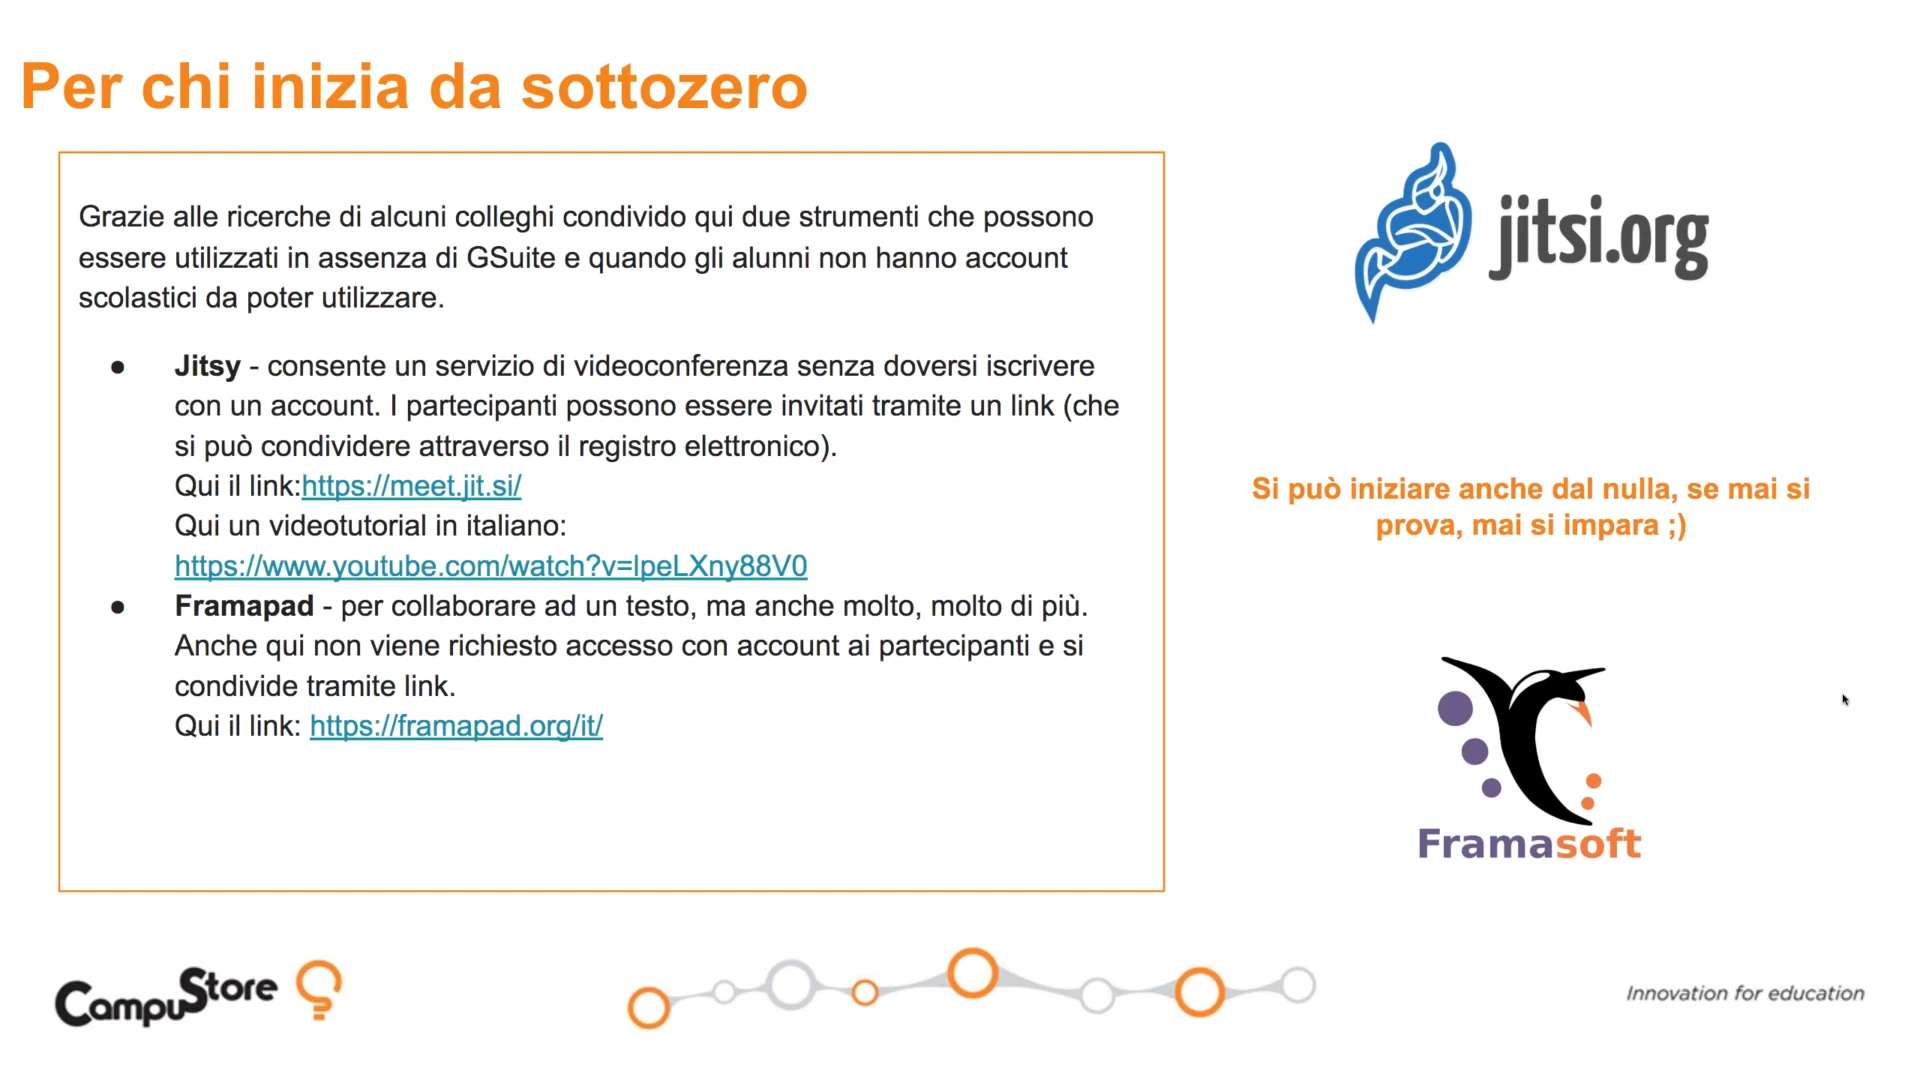 Per chi inizia da sottozero
Grazie alle ricerche di alcuni colleghi condivido qui due strumenti che possono
essere utilizzati in assenza di GSuite e quando gli alunni non hanno account
scolastici da poter utilizzare.
● Jitsy - consente un servizio di videoconferenza senza doversi iscrivere
con un account. I partecipanti possono essere invitati tramite un link (che
si può condividere attraverso il registro elettronico).
Qui il link:https://meet.jit.si/
Qui un videotutorial in italiano:
https://www.youtube.com/watch?v=lpeLXny88V0
● Framapad - per collaborare ad un testo, ma anche molto, molto di più.
Anche qui non viene richiesto accesso con account ai partecipanti e si
condivide tramite link.
Qui il link: https://framapad.org/it/
jitsi.org
Si può iniziare anche dal nulla, se mai si
prova, mai si impara ;)
Framasoft
CampuStore
Innovation for education